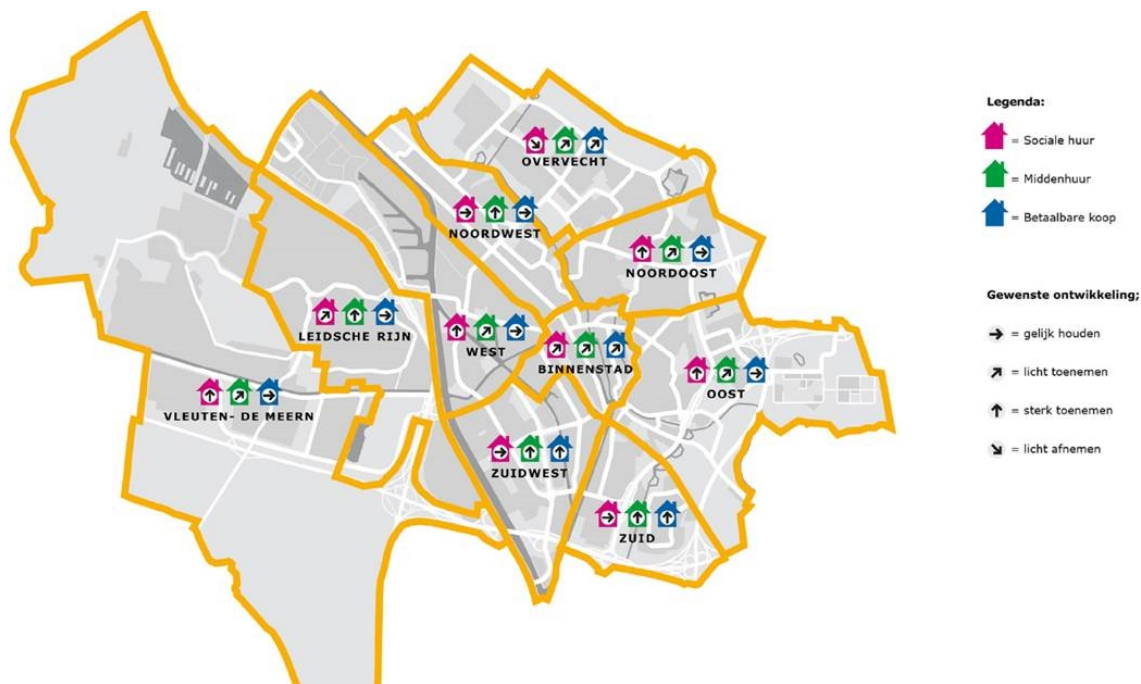 OVERVECHT
NOORDWEST
NOORDOOST
LEIDSCHE RIJN
WEST
BINNENSTAD
OOST
VLEUTEN- DE MEERN
ZUIDWEST
ZUID
Legenda:
= Sociale huur
= Middenhuur
= Betaalbare koop
Gewenste ontwikkeling;
= gelijk houden
= licht toenemen
= sterk toenemen
= licht afnemen